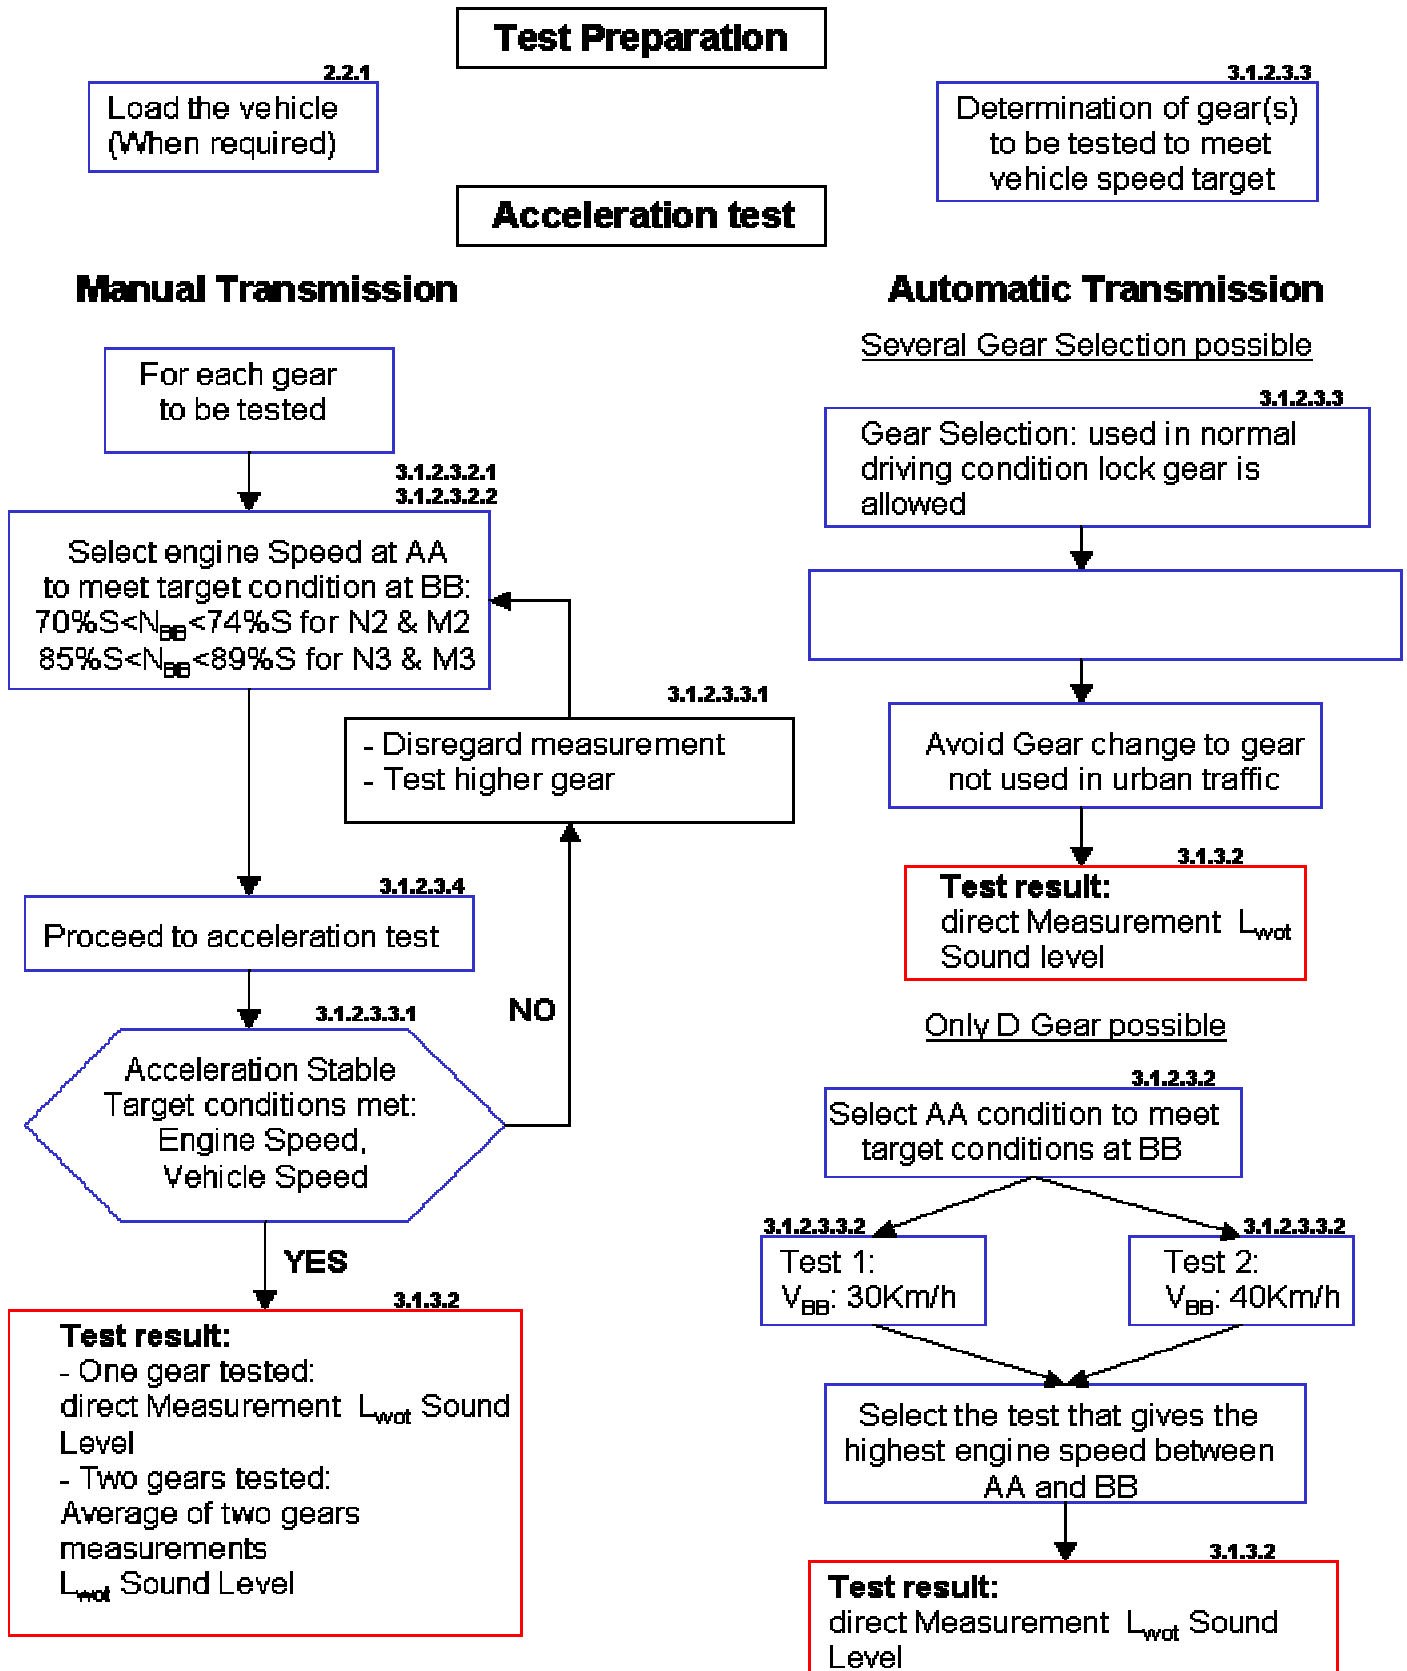 Test Preparation
2.2.1
Load the vehicle
(When required)
3.1.2.3.3
Determination of gear(s)
to be tested to meet
vehicle speed target
Acceleration test
Manual Transmission
For each gear
to be tested
3.1.2.3.2.1
3.1.2.3.2.2
Select engine Speed at AA
to meet target condition at BB:
70%S<N_BB<74%S for N2 & M2
85%S<N_BB<89%S for N3 & M3
3.1.2.3.3.1
- Disregard measurement
- Test higher gear
3.1.2.3.4
Proceed to acceleration test
3.1.2.3.3.1
NO
Acceleration Stable
Target conditions met:
Engine Speed,
Vehicle Speed
YES
3.1.3.2
Test result:
- One gear tested:
direct Measurement L_wot Sound
Level
- Two gears tested:
Average of two gears
measurements
L_wot Sound Level
Automatic Transmission
Several Gear Selection possible
3.1.2.3.3
Gear Selection: used in normal
driving condition lock gear is
allowed
Avoid Gear change to gear
not used in urban traffic
3.1.3.2
Test result:
direct Measurement L_wot
Sound level
Only D Gear possible
3.1.2.3.2
Select AA condition to meet
target conditions at BB
3.1.2.3.3.2
Test 1:
V_BB: 30Km/h
3.1.2.3.3.2
Test 2:
V_BB: 40Km/h
Select the test that gives the
highest engine speed between
AA and BB
3.1.3.2
Test result:
direct Measurement L_wot Sound
Level